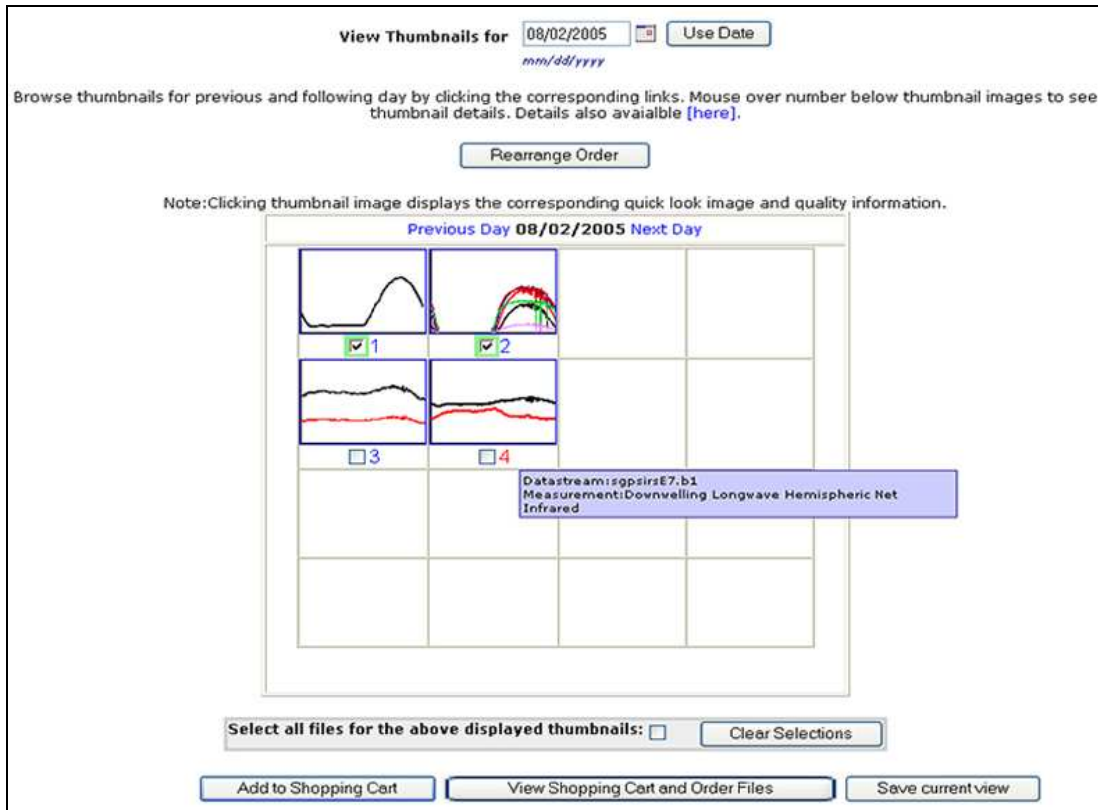 View Thumbnails for 08/02/2005 Use Date
mm/dd/yyyy
Browse thumbnails for previous and following day by clicking the corresponding links. Mouse over number below thumbnail images to see
thumbnail details. Details also avaialble [here].
Rearrange Order
Note:Clicking thumbnail image displays the corresponding quick look image and quality information.
Previous Day 08/02/2005 Next Day
1 2
3 4
Datastream:sgpsirsE7.b1
Measurement:Downwelling Longwave Hemispheric Net
Infrared
Select all files for the above displayed thumbnails:
Clear Selections
Add to Shopping Cart
View Shopping Cart and Order Files
Save current view